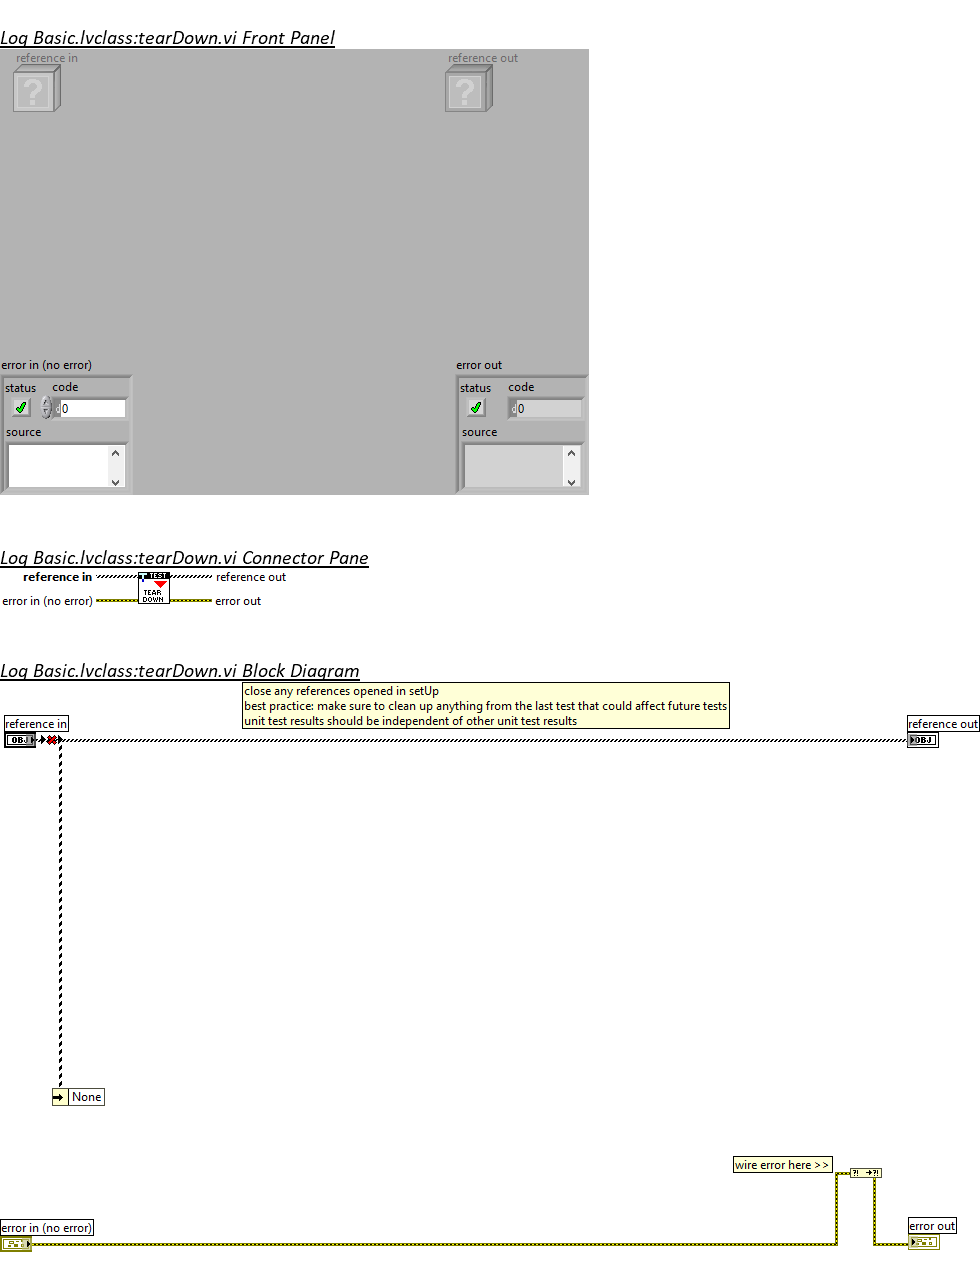 Log Basic.lvclass:tearDown.vi Front Panel
reference in
reference out
?
?
error in (no error)
error out
status
code
status
code
d 0
d 0
source
source
Log Basic.lvclass:tearDown.vi Connector Pane
reference in
TEST
TEAR
DOWN
reference out
error in (no error)
error out
Log Basic.lvclass:tearDown.vi Block Diagram
close any references opened in setUp
best practice: make sure to clean up anything from the last test that could affect future tests
unit test results should be independent of other unit test results
reference in
reference out
OBJ
OBJ
None
wire error here >>
?! ?!
error in (no error)
error out